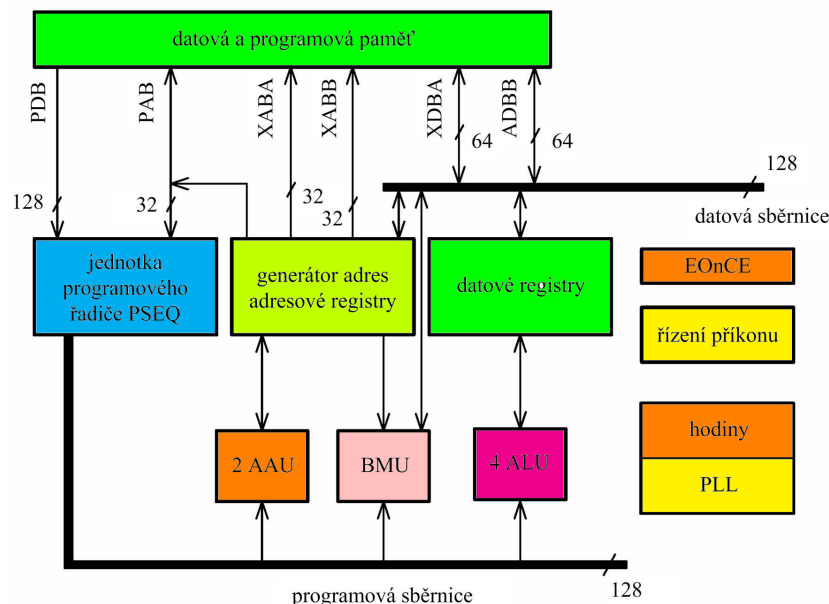 datová a programová paměť
PDB
PAB
XABA
XABB
XDBA
ADBB
64
64
128
128
32
32
32
datová sběrnice
jednotka
programového
řadiče PSEQ
generátor adres
adresové registry
datové registry
EOnCE
řízení příkonu
hodiny
PLL
2 AAU
BMU
4 ALU
programová sběrnice
128